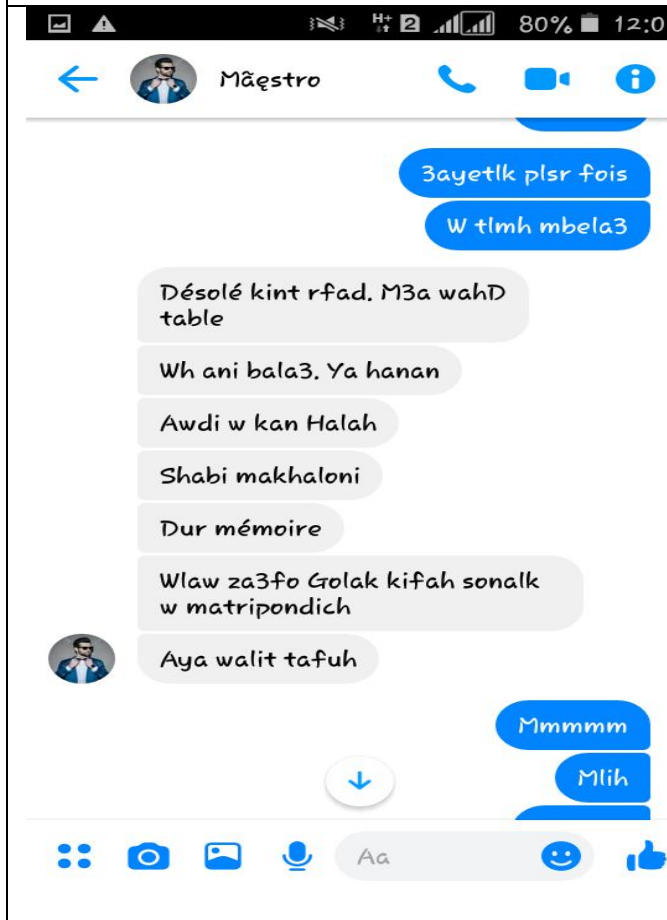 H+ 2 80% 12:0
Mãęstro
3ayetlk plsr fois
W tlmh mbela3
Désolé kint rfad. M3a wahD
table
Wh ani bala3. Ya hanan
Awdi w kan Halah
Shabi makhaloni
Dur mémoire
Wlaw za3fo Golak kifah sonalk
w matripondich
Aya walit tafuh
Mmmmm
Mlih
Aa